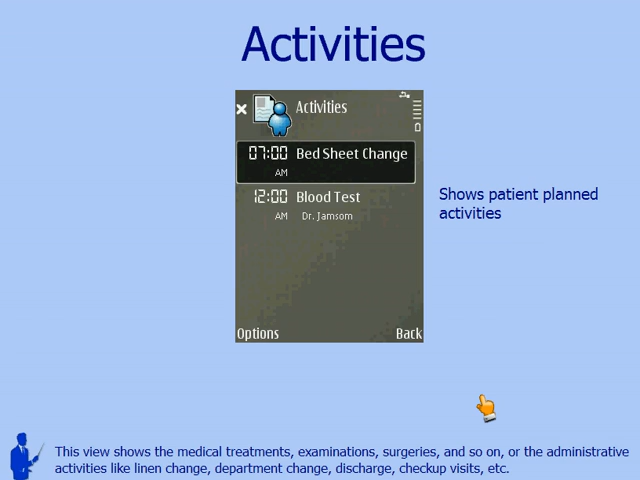 Activities
Activities
07:00 Bed Sheet Change
AM
12:00 Blood Test
AM Dr. Jamsom
Options Back
Shows patient planned
activities
This view shows the medical treatments, examinations, surgeries, and so on, or the administrative
activities like linen change, department change, discharge, checkup visits, etc.